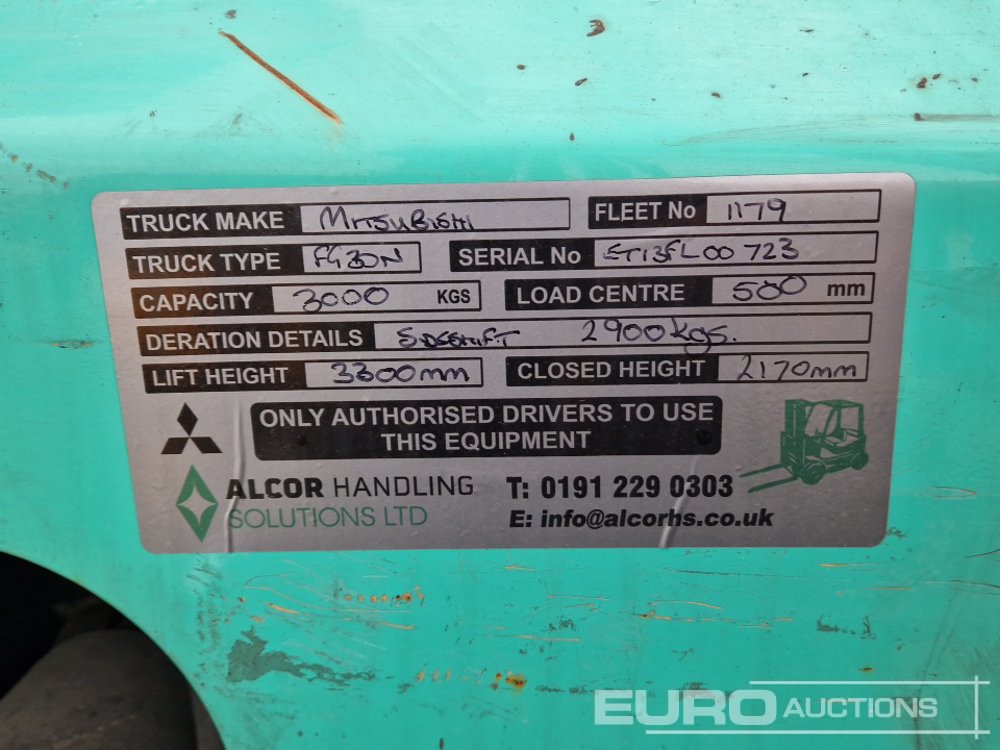 TRUCK MAKE Mitsubishi FLEET No 1179
TRUCK TYPE FG30N SERIAL No ET13FL00723
CAPACITY 3000 KGS LOAD CENTRE 500 mm
DERATION DETAILS SIDESHIFT 2900kgs.
LIFT HEIGHT 3300mm CLOSED HEIGHT 2170mm
ONLY AUTHORISED DRIVERS TO USE
THIS EQUIPMENT
ALCOR HANDLING
SOLUTIONS LTD
T: 0191 229 0303
E: info@alcorhs.co.uk
EURO AUCTIONS